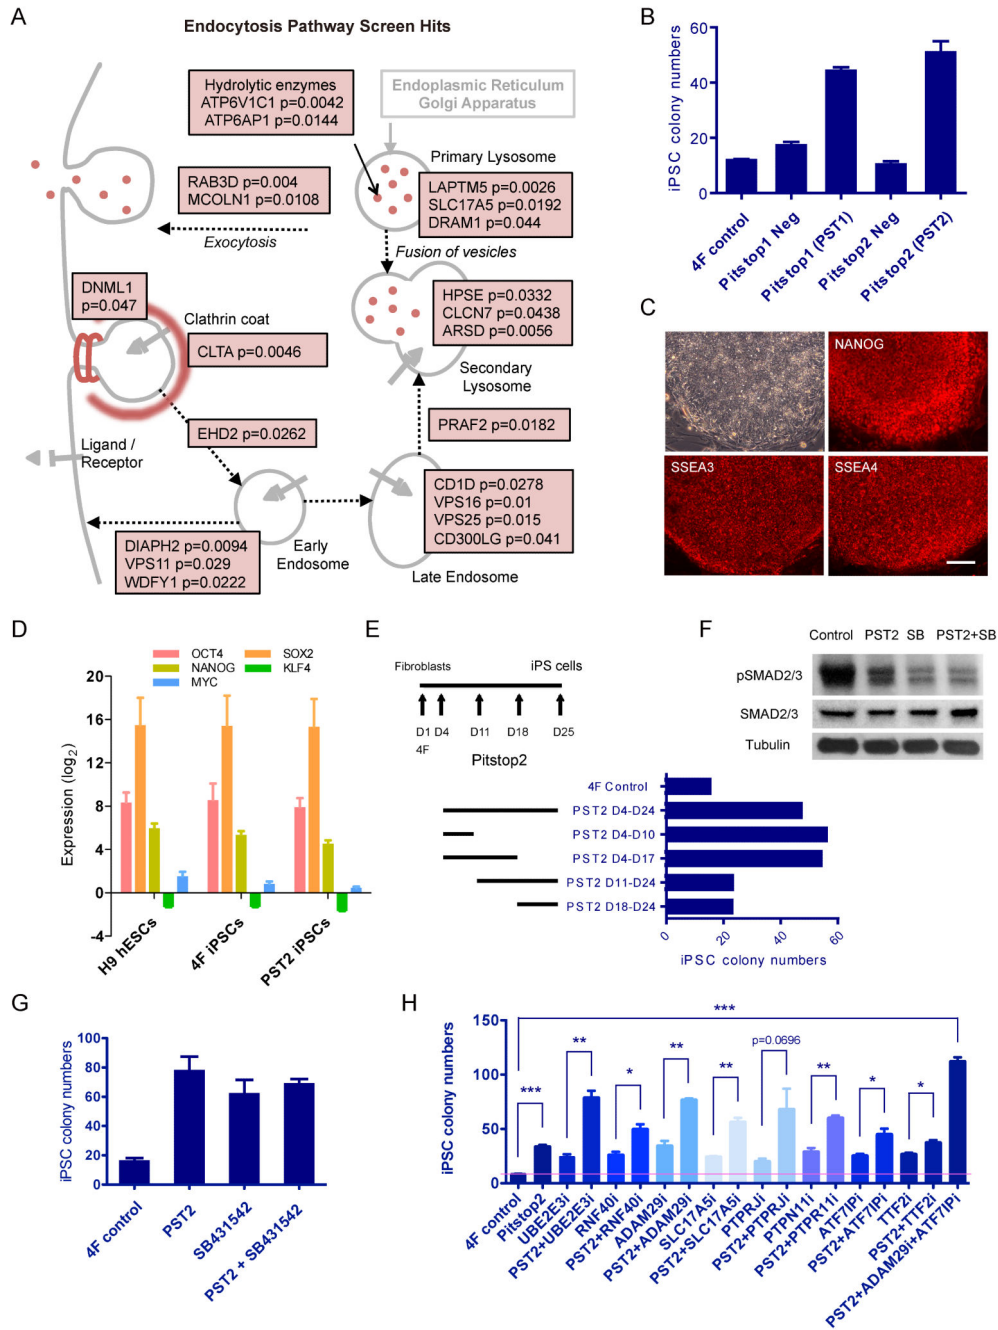 A
Endocytosis Pathway Screen Hits
Hydrolytic enzymes
ATP6V1C1 p=0.0042
ATP6AP1 p=0.0144
Endoplasmic Reticulum
Golgi Apparatus
Primary Lysosome
RAB3D p=0.004
MCOLN1 p=0.0108
Exocytosis
LAPTM5 p=0.0026
SLC17A5 p=0.0192
DRAM1 p=0.044
Fusion of vesicles
DNML1
p=0.047
Clathrin coat
CLTA p=0.0046
HPSE p=0.0332
CLCN7 p=0.0438
ARSD p=0.0056
Secondary
Lysosome
PRAF2 p=0.0182
EHD2 p=0.0262
Ligand /
Receptor
CD1D p=0.0278
VPS16 p=0.01
VPS25 p=0.015
CD300LG p=0.041
DIAPH2 p=0.0094
VPS11 p=0.029
WDFY1 p=0.0222
Early
Endosome
Late Endosome
B
iPSC colony numbers
60
40
20
0
4F control
Pitstop1 Neg
Pitstop1 (PST1)
Pitstop2 Neg
Pitstop2 (PST2)
C
NANOG
SSEA3
SSEA4
D
OCT4
SOX2
NANOG
KLF4
MYC
Expression (log2)
20
16
12
8
4
0
-4
H9 hESCs
4F iPSCs
PST2 iPSCs
E
Fibroblasts
iPS cells
D1
D4
D11
D18
D25
4F
Pitstop2
4F Control
PST2 D4-D24
PST2 D4-D10
PST2 D4-D17
PST2 D11-D24
PST2 D18-D24
0
20
40
60
iPSC colony numbers
F
Control
PST2
SB
PST2+SB
pSMAD2/3
SMAD2/3
Tubulin
G
iPSC colony numbers
100
80
60
40
20
0
4F control
PST2
SB431542
PST2 + SB431542
H
iPSC colony numbers
150
100
50
0
***
***
**
*
**
**
p=0.0696
**
*
*
4F control
Pitstop2
UBE2E3i
PST2+UBE2E3i
RNF40i
PST2+RNF40i
ADAM29i
PST2+ADAM29i
SLC17A5i
PST2+SLC17A5i
PTPRJi
PST2+PTPRJi
PTPN11i
PST2+PTPR11i
ATF7IPi
PST2+ATF7IPi
TTF2i
PST2+TTF2i
PST2+ADAM29i+ATF7IPi